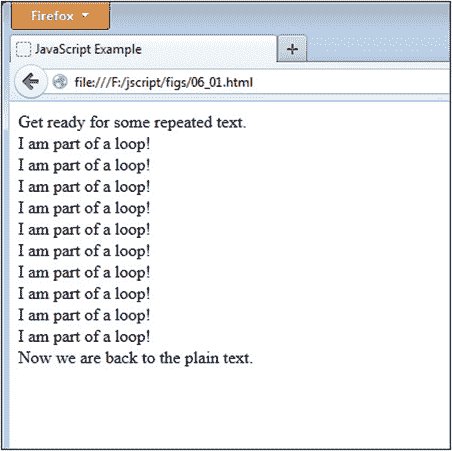 Firefox
JavaScript Example
file:///F:/jscript/figs/06_01.html
Get ready for some repeated text.
I am part of a loop!
I am part of a loop!
I am part of a loop!
I am part of a loop!
I am part of a loop!
I am part of a loop!
I am part of a loop!
I am part of a loop!
I am part of a loop!
I am part of a loop!
Now we are back to the plain text.